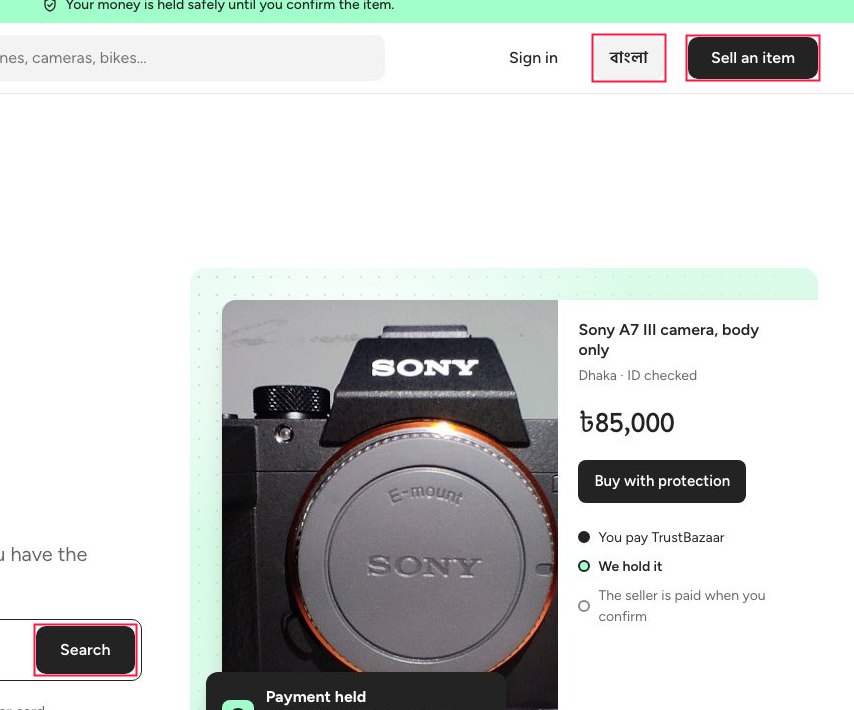 Your money is held safely until you confirm the item.
nes, cameras, bikes...
Sign in
বাংলা
Sell an item
SONY
E-mount
SONY
Sony A7 III camera, body
only
Dhaka · ID checked
৳85,000
Buy with protection
You pay TrustBazaar
We hold it
The seller is paid when you
confirm
u have the
Search
Payment held